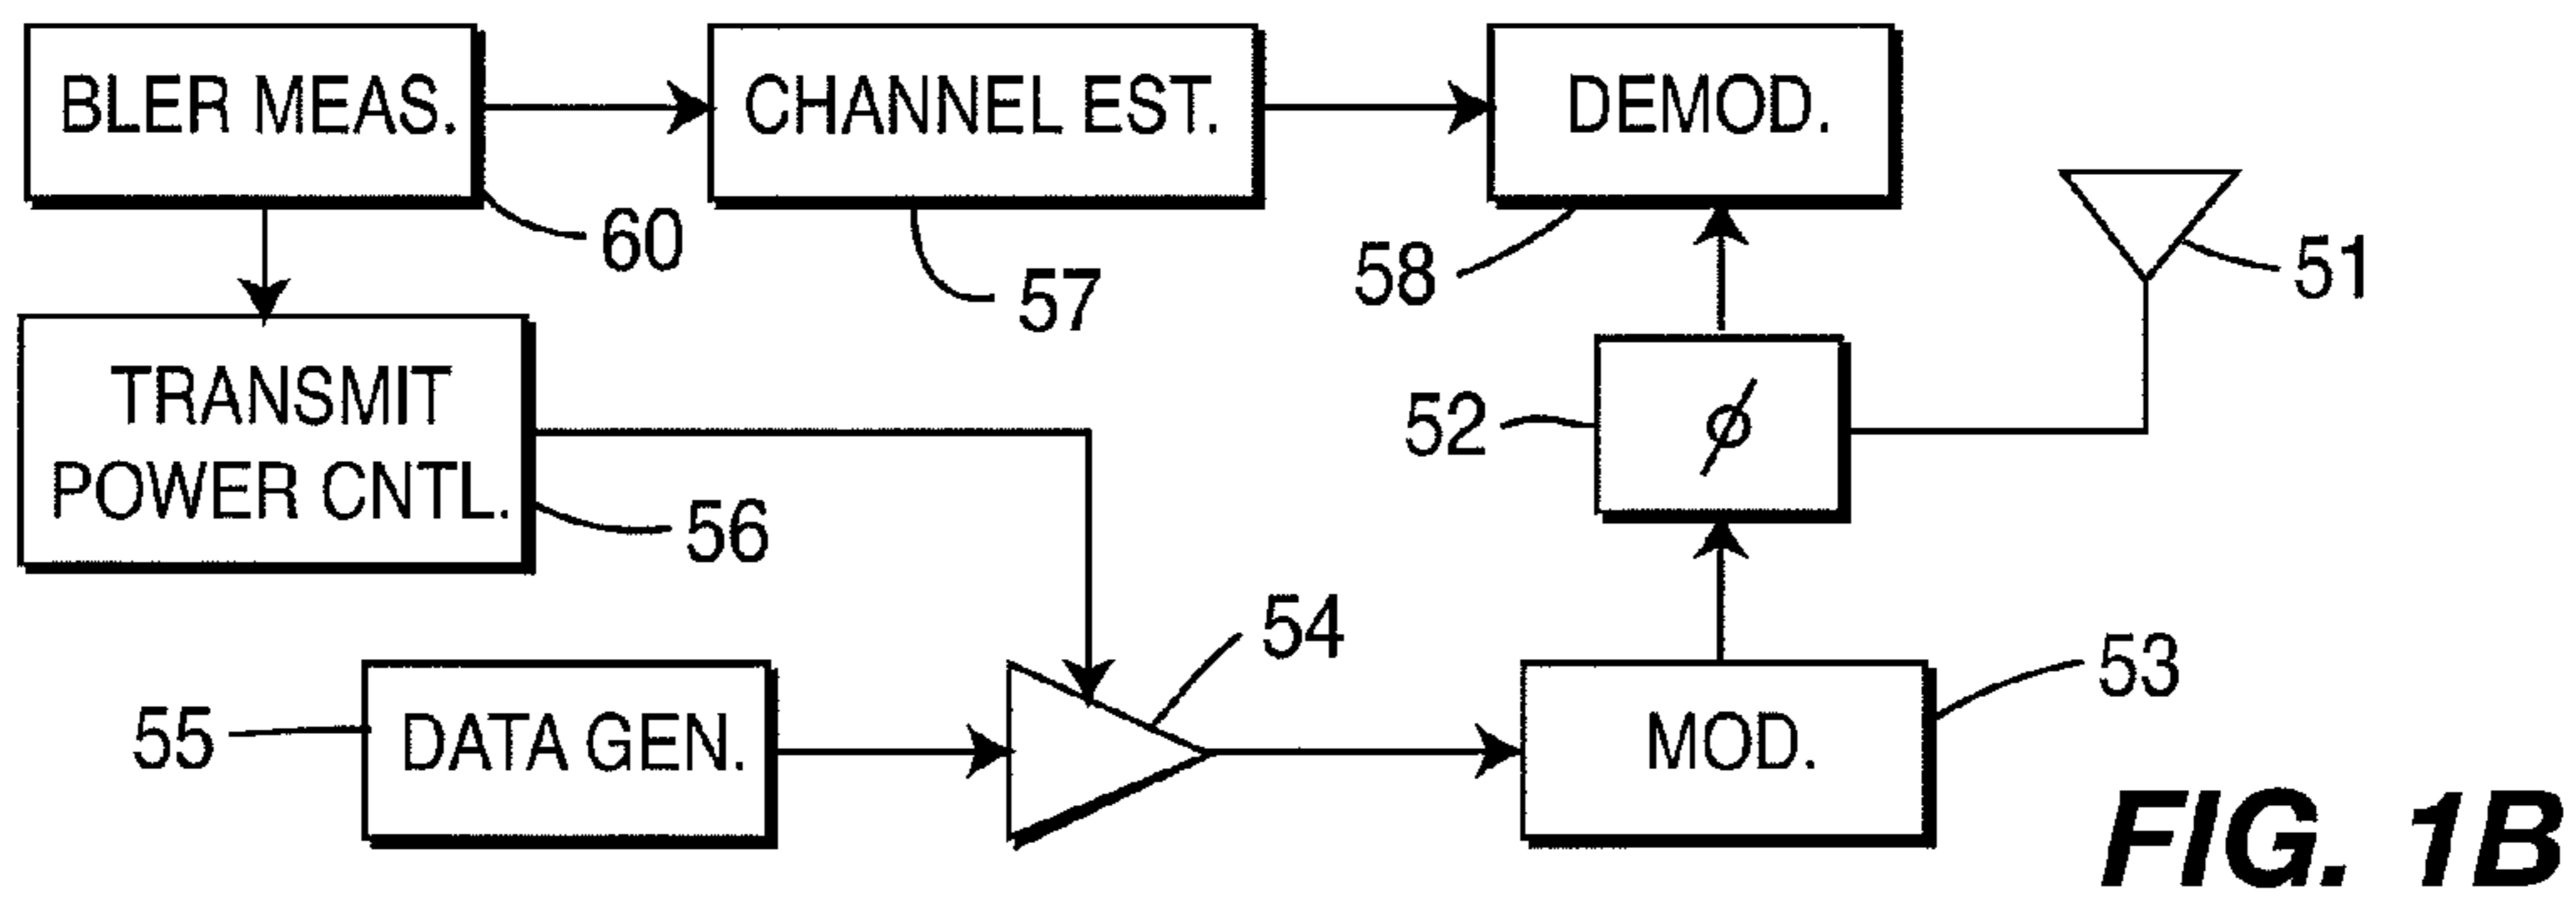 BLER MEAS.
CHANNEL EST.
DEMOD.
60
57
58
51
TRANSMIT
POWER CNTL.
56
52
ϕ
54
55
DATA GEN.
MOD.
53
FIG. 1B